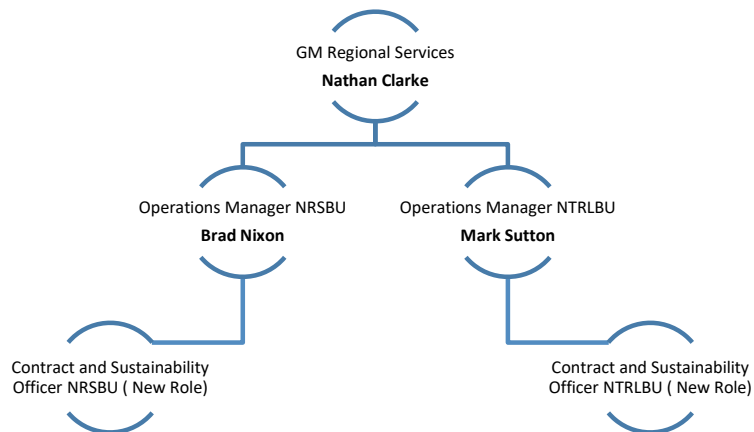 GM Regional Services
Nathan Clarke
Operations Manager NRSBU
Brad Nixon
Operations Manager NTRLBU
Mark Sutton
Contract and Sustainability
Officer NRSBU ( New Role)
Contract and Sustainability
Officer NTRLBU ( New Role)